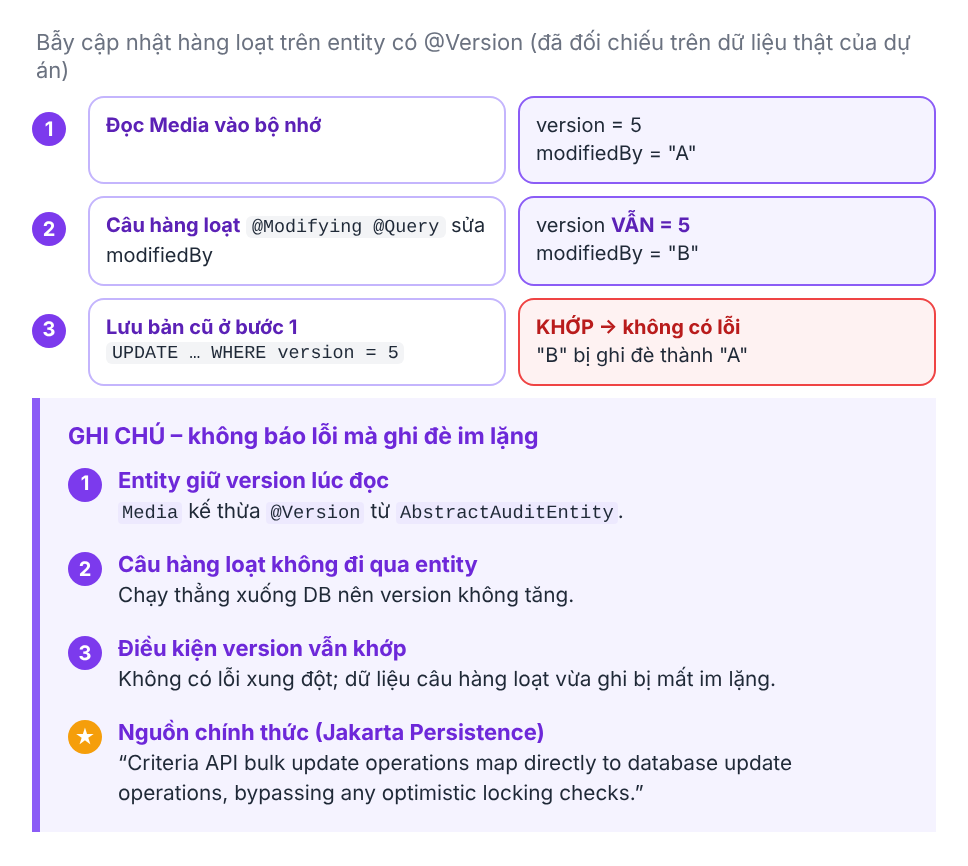 Bẫy cập nhật hàng loạt trên entity có @Version (đã đối chiếu trên dữ liệu thật của dự
án)
1
Đọc Media vào bộ nhớ
version = 5
modifiedBy = "A"
2
Câu hàng loạt @Modifying @Query sửa
modifiedBy
version VẪN = 5
modifiedBy = "B"
3
Lưu bản cũ ở bước 1
UPDATE … WHERE version = 5
KHỚP → không có lỗi
"B" bị ghi đè thành "A"
GHI CHÚ – không báo lỗi mà ghi đè im lặng
1
Entity giữ version lúc đọc
Media kế thừa @Version từ AbstractAuditEntity.
2
Câu hàng loạt không đi qua entity
Chạy thẳng xuống DB nên version không tăng.
3
Điều kiện version vẫn khớp
Không có lỗi xung đột; dữ liệu câu hàng loạt vừa ghi bị mất im lặng.
★
Nguồn chính thức (Jakarta Persistence)
“Criteria API bulk update operations map directly to database update
operations, bypassing any optimistic locking checks.”